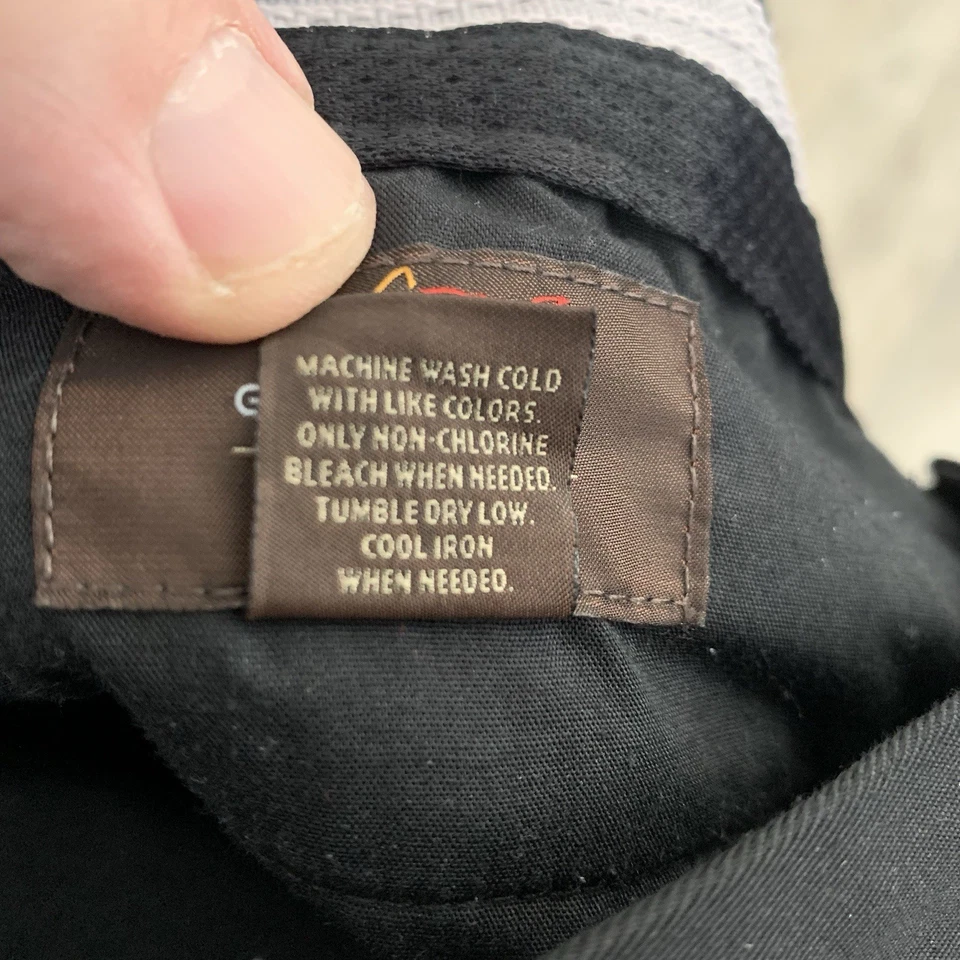 MACHINE WASH COLD
WITH LIKE COLORS.
ONLY NON-CHLORINE
BLEACH WHEN NEEDED.
TUMBLE DRY LOW.
COOL IRON
WHEN NEEDED.